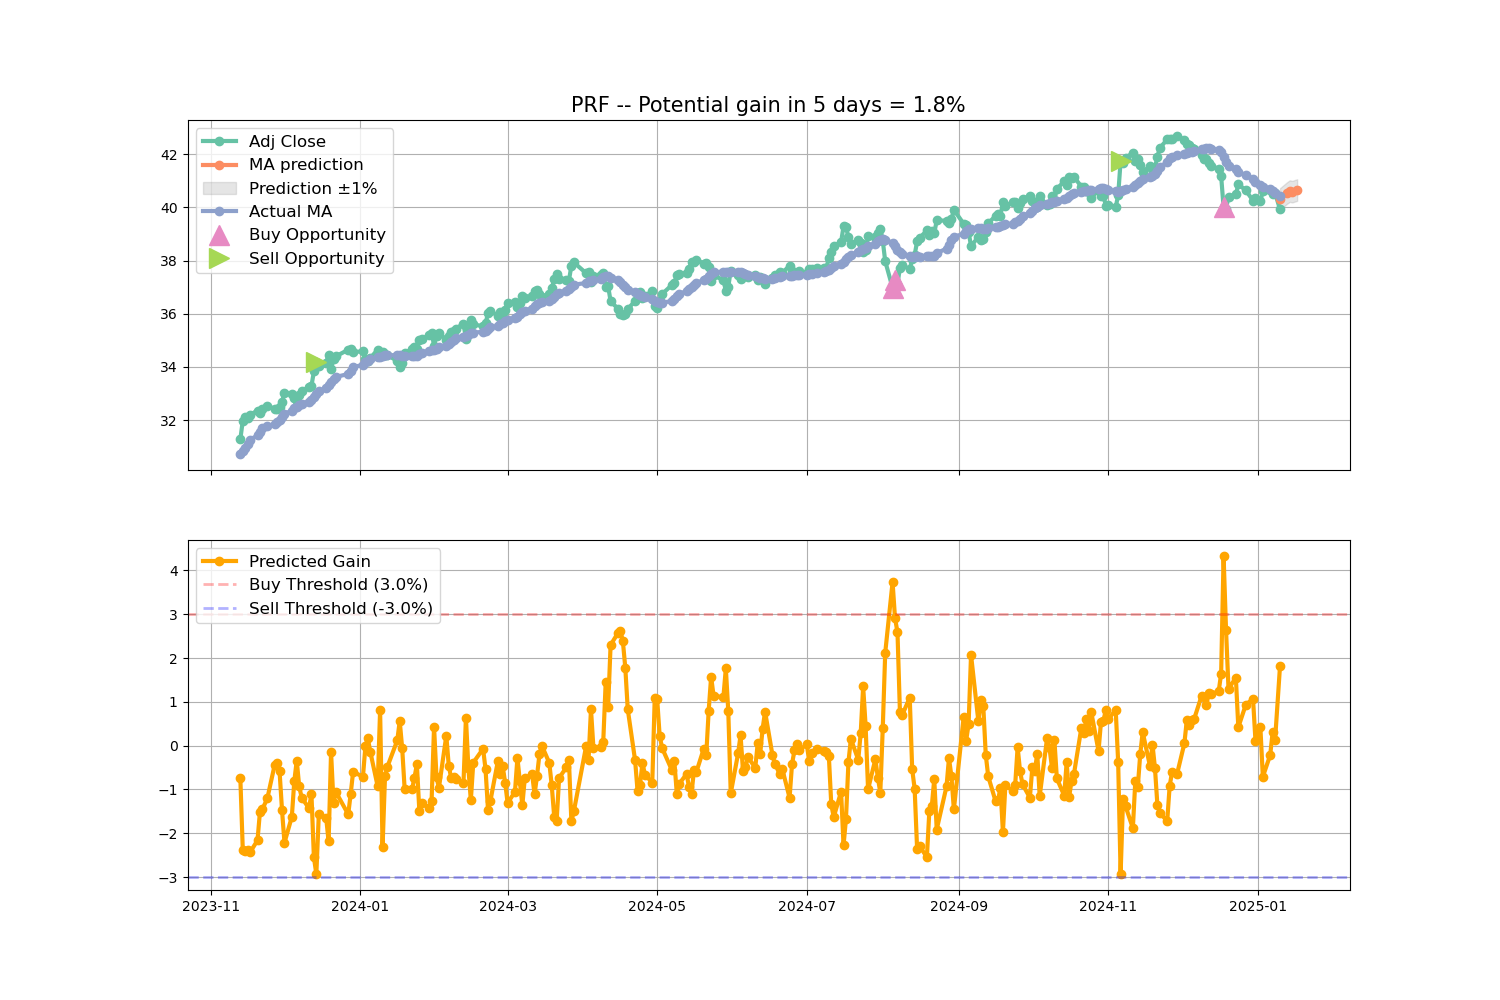 PRF -- Potential gain in 5 days = 1.8%
Adj Close
MA prediction
Prediction ±1%
Actual MA
Buy Opportunity
Sell Opportunity
42
40
38
36
34
32
Predicted Gain
Buy Threshold (3.0%)
Sell Threshold (-3.0%)
4
3
2
1
0
−1
−2
−3
2023-11 2024-01 2024-03 2024-05 2024-07 2024-09 2024-11 2025-01